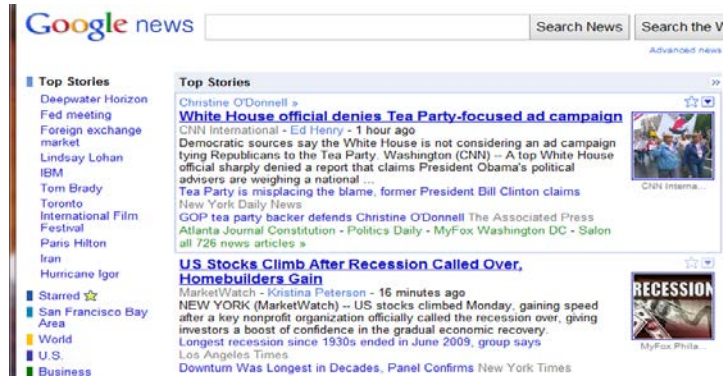 Google news
Search News
Search the W
Advanced news
Top Stories
Deepwater Horizon
Fed meeting
Foreign exchange
market
Lindsay Lohan
IBM
Tom Brady
Toronto
International Film
Festival
Paris Hilton
Iran
Hurricane Igor
Starred
San Francisco Bay
Area
World
U.S.
Business
Top Stories
»
Christine O'Donnell »
White House official denies Tea Party-focused ad campaign
CNN International - Ed Henry - 1 hour ago
Democratic sources say the White House is not considering an ad campaign
tying Republicans to the Tea Party. Washington (CNN) -- A top White House
official sharply denied a report that claims President Obama's political
advisers are weighing a national ...
Tea Party is misplacing the blame, former President Bill Clinton claims
New York Daily News
GOP tea party backer defends Christine O'Donnell The Associated Press
Atlanta Journal Constitution - Politics Daily - MyFox Washington DC - Salon
all 726 news articles »
CNN Interna...
US Stocks Climb After Recession Called Over,
Homebuilders Gain
MarketWatch - Kristina Peterson - 16 minutes ago
NEW YORK (MarketWatch) -- US stocks climbed Monday, gaining speed
after a key nonprofit organization officially called the recession over, giving
investors a boost of confidence in the gradual economic recovery.
Longest recession since 1930s ended in June 2009, group says
Los Angeles Times
Downturn Was Longest in Decades, Panel Confirms New York Times
RECESSION
MyFox Phila...